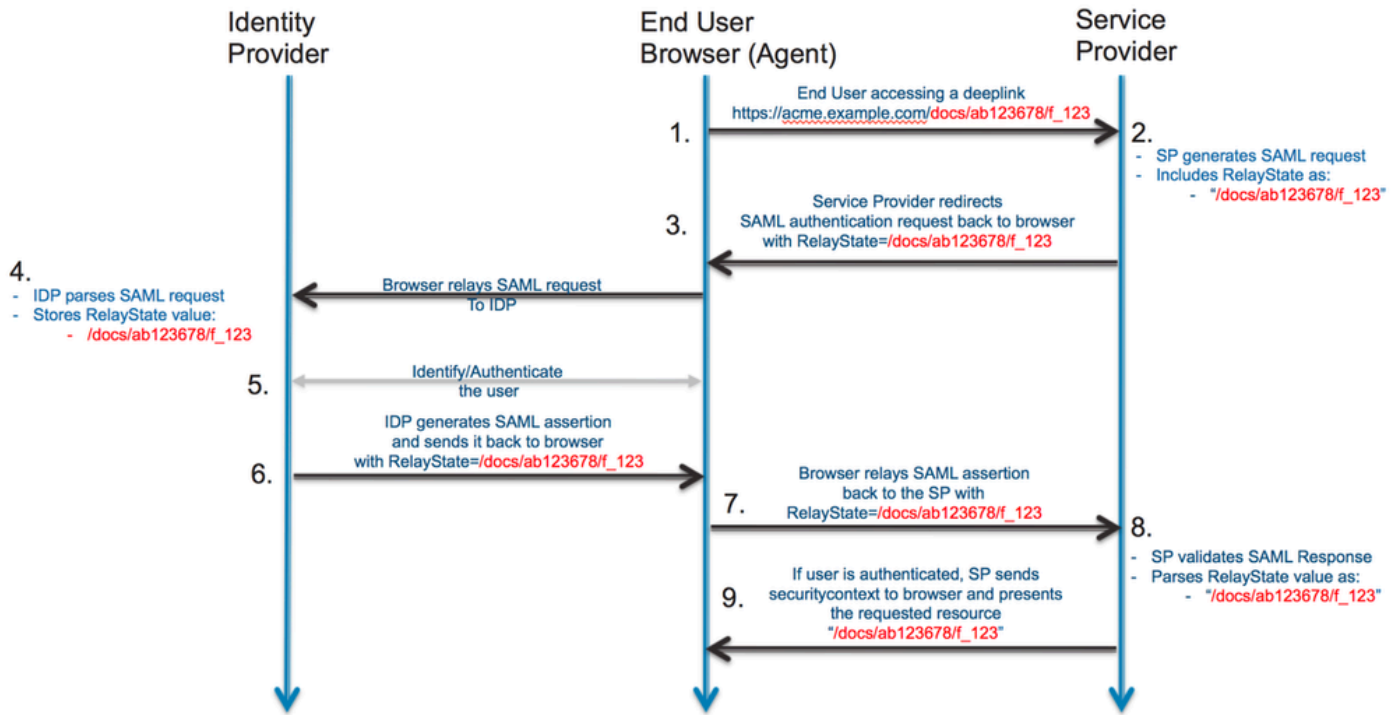 Identity
Provider
End User
Browser (Agent)
Service
Provider
End User accessing a deeplink
https://acme.example.com/docs/ab123678/f_123
1.
2.
- SP generates SAML request
- Includes RelayState as:
- "/docs/ab123678/f_123"
Service Provider redirects
SAML authentication request back to browser
with RelayState=/docs/ab123678/f_123
3.
4.
- IDP parses SAML request
- Stores RelayState value:
- /docs/ab123678/f_123
Browser relays SAML request
To IDP
5.
Identify/Authenticate
the user
IDP generates SAML assertion
and sends it back to browser
with RelayState=/docs/ab123678/f_123
6.
Browser relays SAML assertion
back to the SP with
RelayState=/docs/ab123678/f_123
7.
8.
- SP validates SAML Response
- Parses RelayState value as:
- "/docs/ab123678/f_123"
If user is authenticated, SP sends
securitycontext to browser and presents
the requested resource
"/docs/ab123678/f_123"
9.